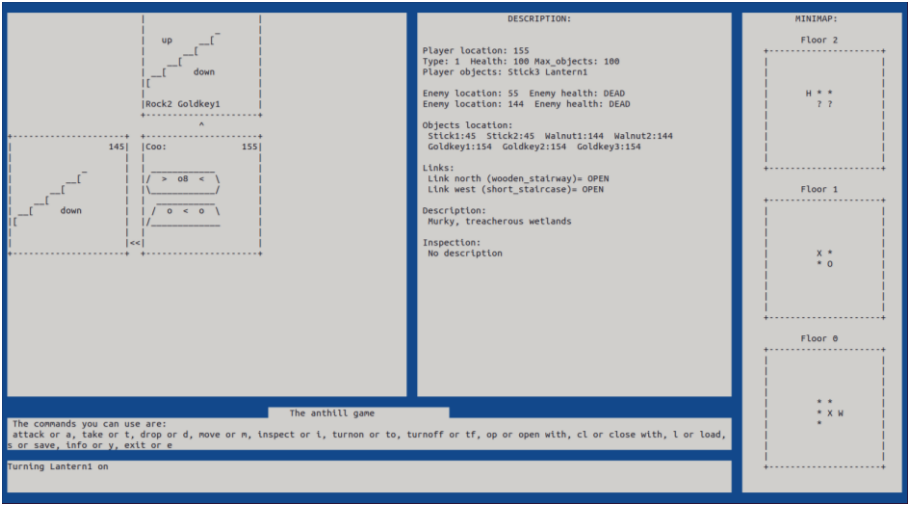 up
down
Rock2 Goldkey1
145
down
Coo: 155
> o8 <
o < o
<<
DESCRIPTION:
Player location: 155
Type: 1 Health: 100 Max_objects: 100
Player objects: Stick3 Lantern1
Enemy location: 55 Enemy health: DEAD
Enemy location: 144 Enemy health: DEAD
Objects location:
Stick1:45 Stick2:45 Walnut1:144 Walnut2:144
Goldkey1:154 Goldkey2:154 Goldkey3:154
Links:
Link north (wooden_stairway)= OPEN
Link west (short_staircase)= OPEN
Description:
Murky, treacherous wetlands
Inspection:
No description
MINIMAP:
Floor 2
H * *
? ?
Floor 1
X *
* O
Floor 0
* *
* X W
*
The anthill game
The commands you can use are:
attack or a, take or t, drop or d, move or m, inspect or i, turnon or to, turnoff or tf, op or open with, cl or close with, l or load,
s or save, info or y, exit or e
Turning Lantern1 on